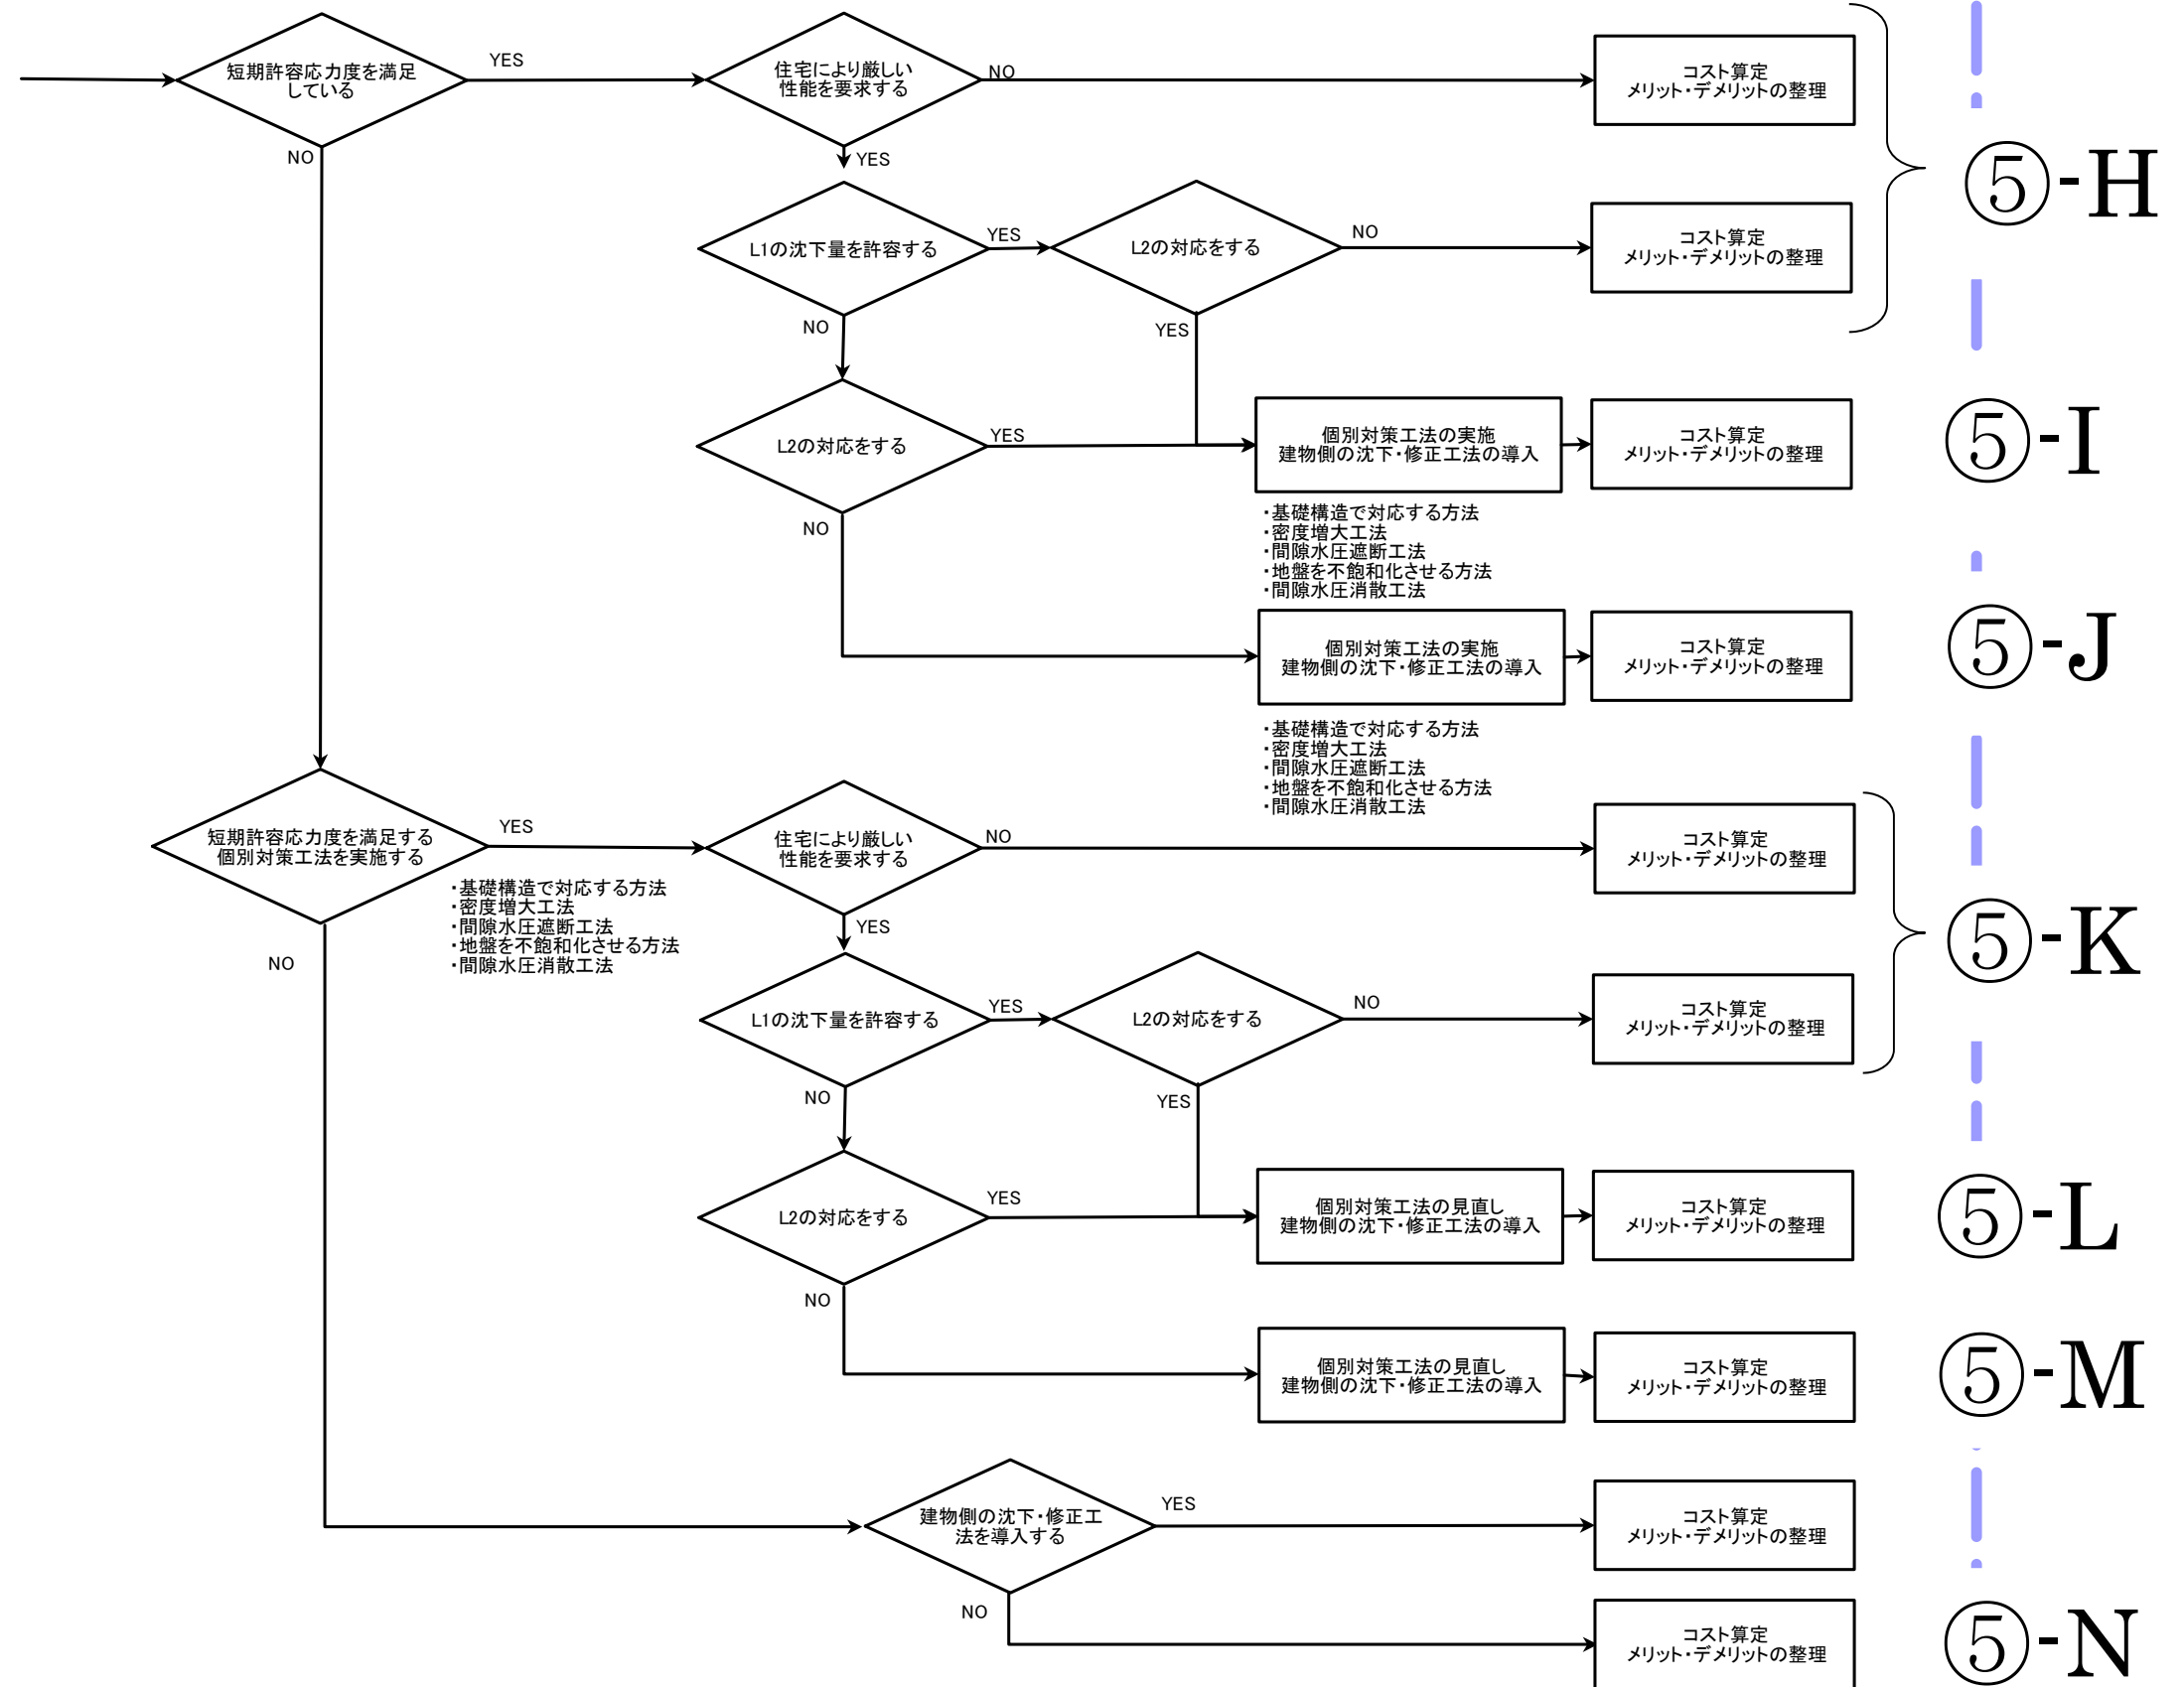 短期許容応力度を満足
している
YES
NO
住宅により厳しい
性能を要求する
NO
YES
コスト算定
メリット・デメリットの整理
⑤-H
L1の沈下量を許容する
YES
NO
L2の対応をする
NO
YES
コスト算定
メリット・デメリットの整理
L2の対応をする
YES
NO
個別対策工法の実施
建物側の沈下・修正工法の導入
コスト算定
メリット・デメリットの整理
⑤-I
・基礎構造で対応する方法
・密度増大工法
・間隙水圧遮断工法
・地盤を不飽和化させる方法
・間隙水圧消散工法
個別対策工法の実施
建物側の沈下・修正工法の導入
コスト算定
メリット・デメリットの整理
⑤-J
・基礎構造で対応する方法
・密度増大工法
・間隙水圧遮断工法
・地盤を不飽和化させる方法
・間隙水圧消散工法
短期許容応力度を満足する
個別対策工法を実施する
YES
NO
・基礎構造で対応する方法
・密度増大工法
・間隙水圧遮断工法
・地盤を不飽和化させる方法
・間隙水圧消散工法
住宅により厳しい
性能を要求する
NO
YES
コスト算定
メリット・デメリットの整理
⑤-K
L1の沈下量を許容する
YES
NO
L2の対応をする
NO
YES
コスト算定
メリット・デメリットの整理
L2の対応をする
YES
NO
個別対策工法の見直し
建物側の沈下・修正工法の導入
コスト算定
メリット・デメリットの整理
⑤-L
個別対策工法の見直し
建物側の沈下・修正工法の導入
コスト算定
メリット・デメリットの整理
⑤-M
建物側の沈下・修正工
法を導入する
YES
NO
コスト算定
メリット・デメリットの整理
コスト算定
メリット・デメリットの整理
⑤-N